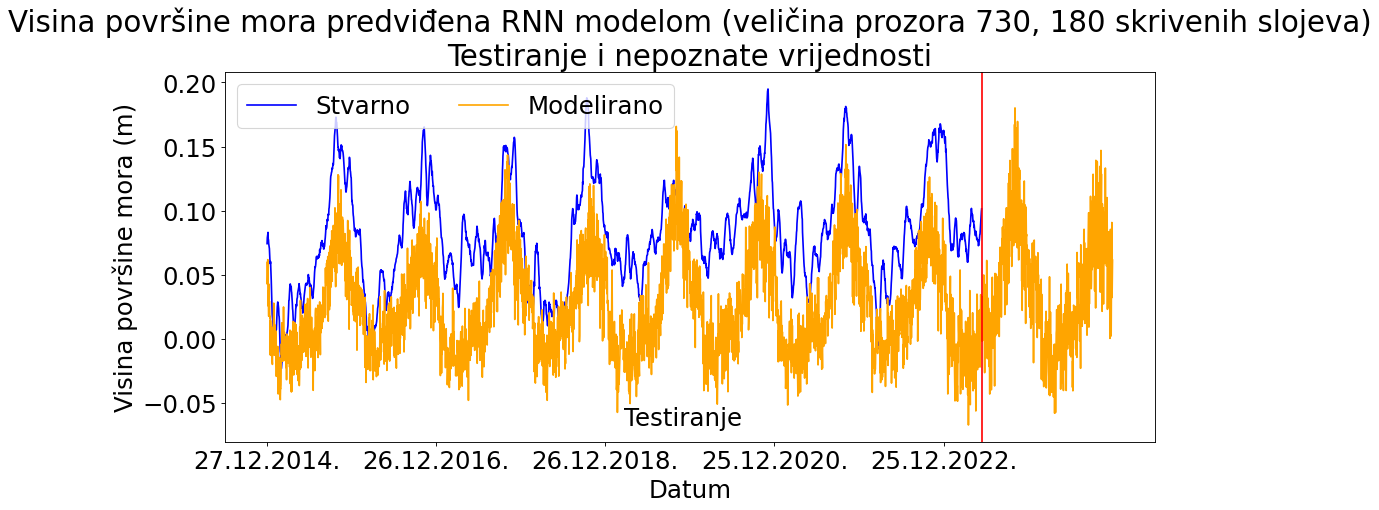 Visina površine mora predviđena RNN modelom (veličina prozora 730, 180 skrivenih slojeva)
Testiranje i nepoznate vrijednosti
Stvarno Modelirano
Visina površine mora (m)
0.20
0.15
0.10
0.05
0.00
−0.05
Testiranje
27.12.2014. 26.12.2016. 26.12.2018. 25.12.2020. 25.12.2022.
Datum